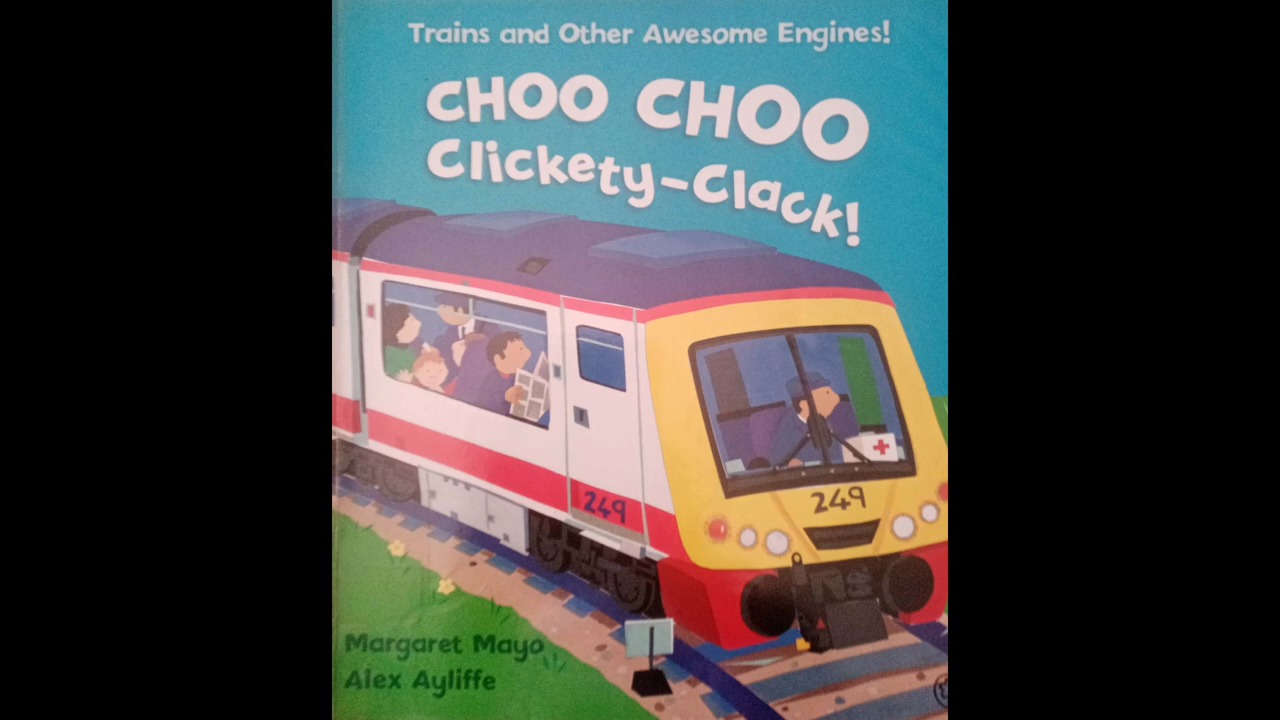 Trains and Other Awesome Engines!
CHOO CHOO
Clickety-Clack!
249
249
Margaret Mayo
Alex Ayliffe